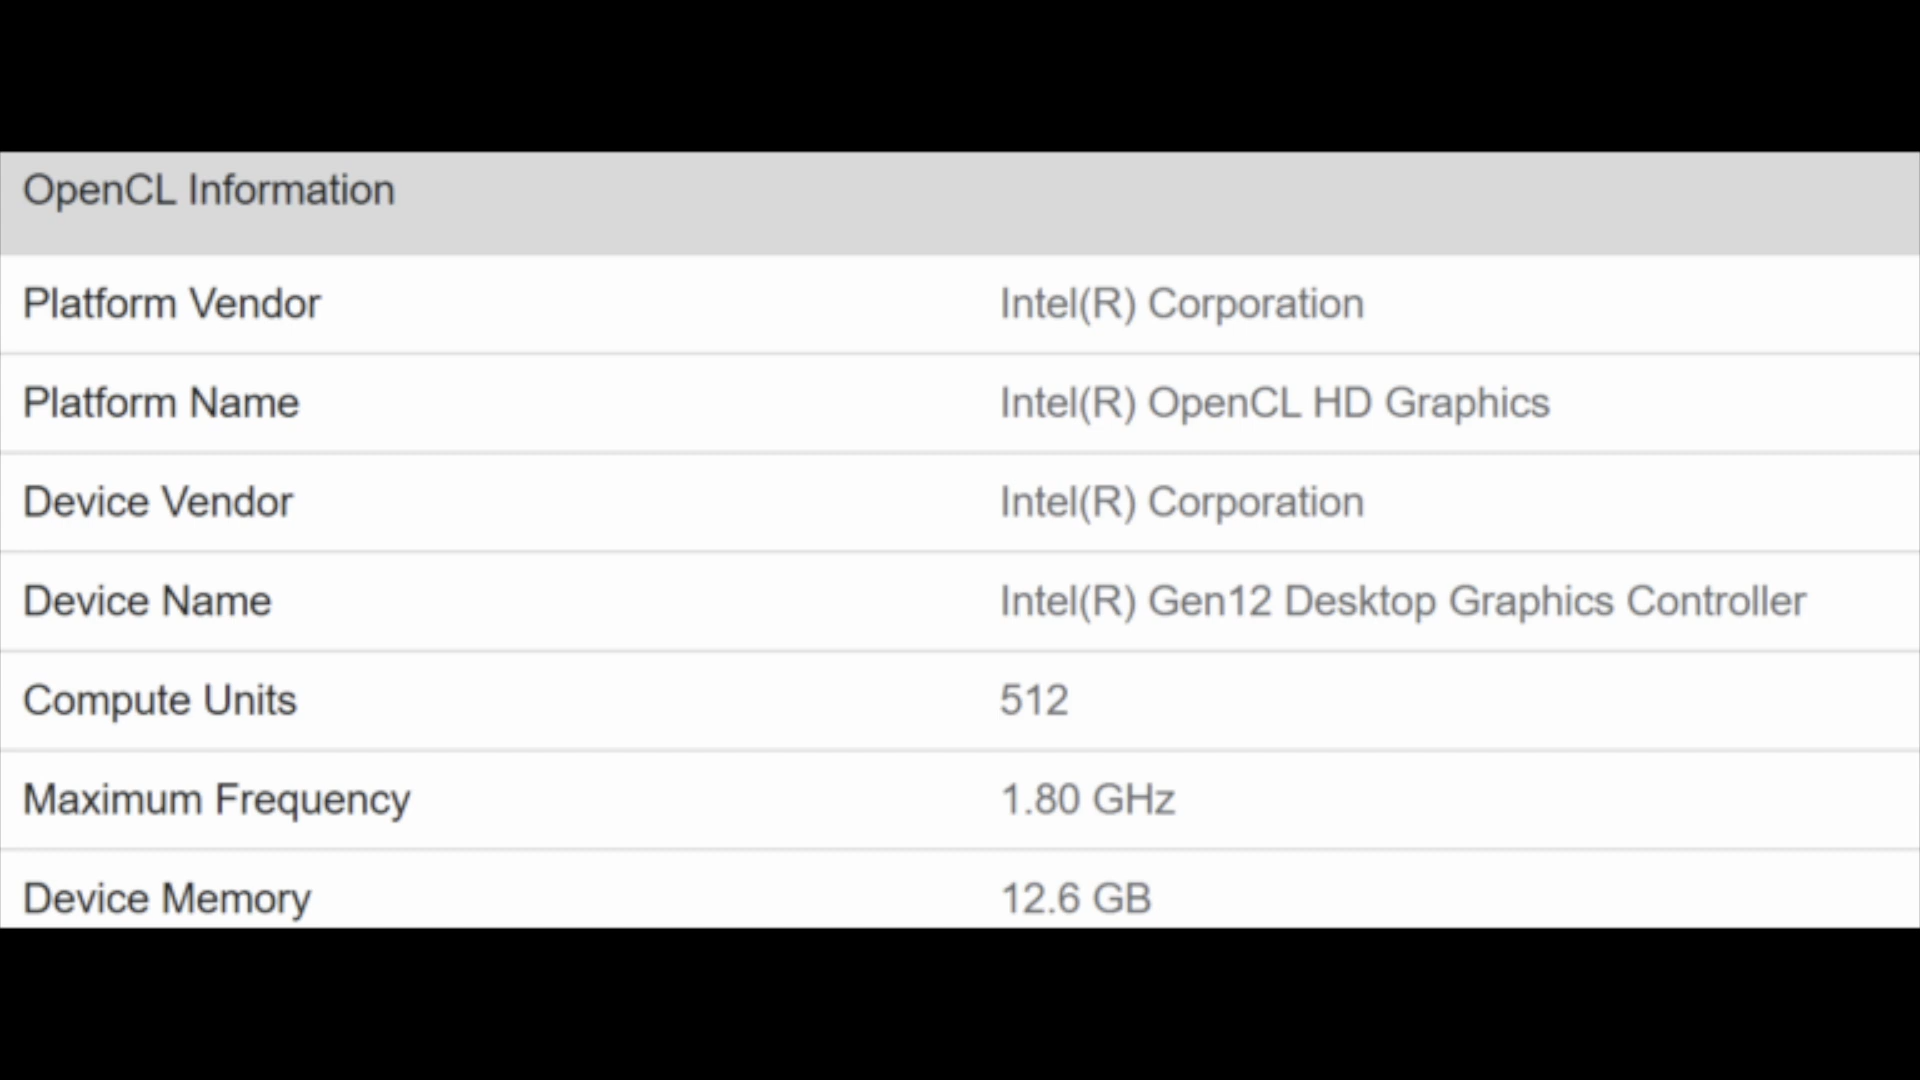 OpenCL Information
Platform Vendor Intel(R) Corporation
Platform Name Intel(R) OpenCL HD Graphics
Device Vendor Intel(R) Corporation
Device Name Intel(R) Gen12 Desktop Graphics Controller
Compute Units 512
Maximum Frequency 1.80 GHz
Device Memory 12.6 GB